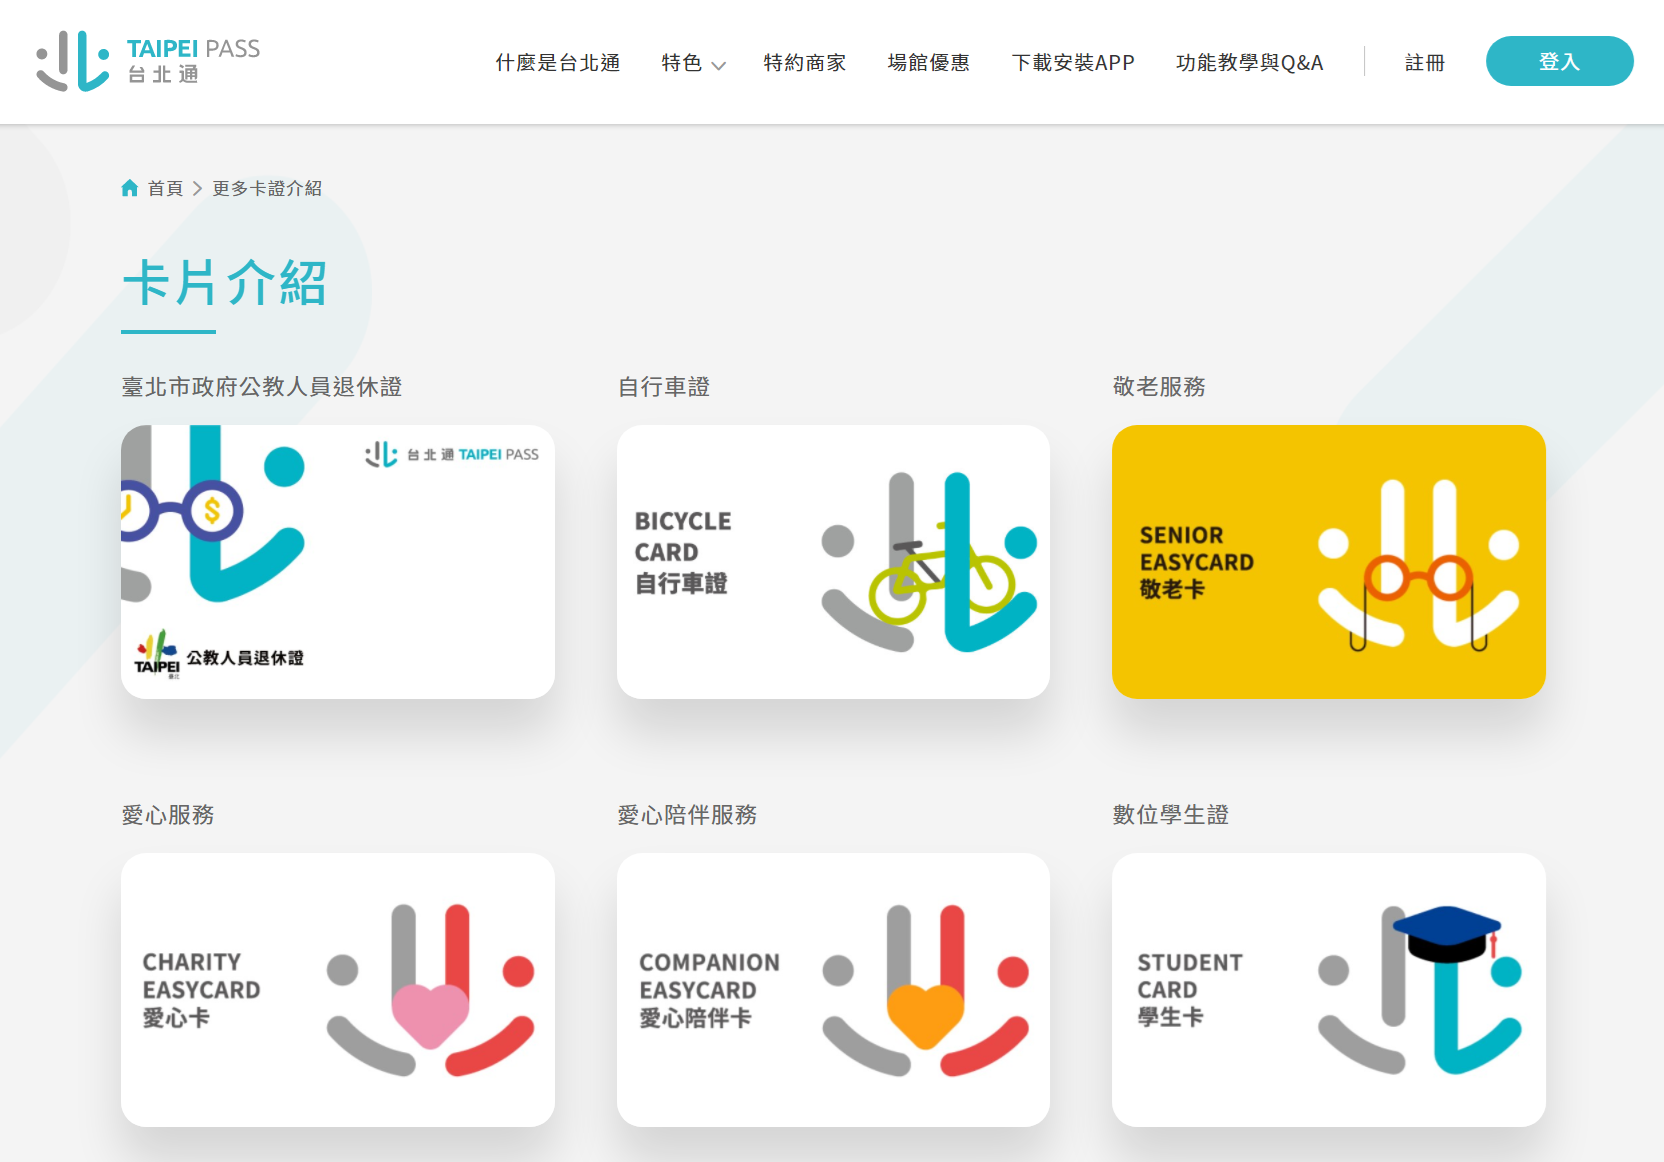 TAIPEI PASS
台北通
什麼是台北通
特色
特約商家
場館優惠
下載安裝APP
功能教學與Q&A
註冊
登入
首頁 > 更多卡證介紹
卡片介紹
臺北市政府公教人員退休證
自行車證
敬老服務
台北通 TAIPEI PASS
$
TAIPEI
臺北
公教人員退休證
BICYCLE
CARD
自行車證
SENIOR
EASYCARD
敬老卡
愛心服務
愛心陪伴服務
數位學生證
CHARITY
EASYCARD
愛心卡
COMPANION
EASYCARD
愛心陪伴卡
STUDENT
CARD
學生卡